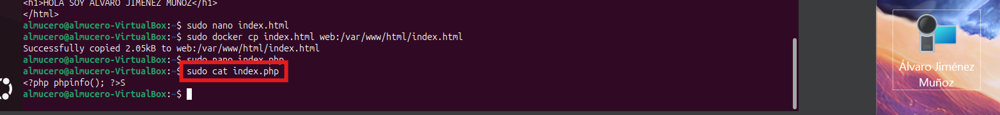 <h1>HOLA SOY ALVARO JIMENEZ MUÑOZ</h1>
</html>
almucero@almucero-VirtualBox:~$ sudo nano index.html
almucero@almucero-VirtualBox:~$ sudo docker cp index.html web:/var/www/html/index.html
Successfully copied 2.05kB to web:/var/www/html/index.html
almucero@almucero-VirtualBox:~$ sudo nano index.php
almucero@almucero-VirtualBox:~$ sudo cat index.php
<?php phpinfo(); ?>S
almucero@almucero-VirtualBox:~$
Álvaro Jiménez
Muñoz